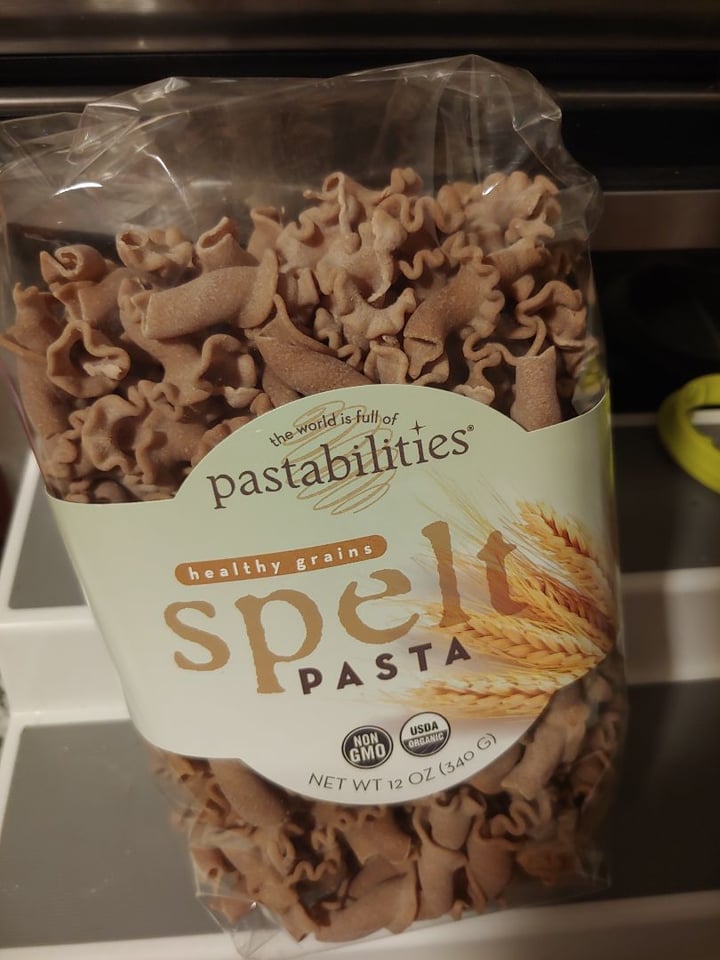 the world is full of
pastabilities®
healthy grains
spelt
PASTA
NON
GMO
USDA
ORGANIC
NET WT 12 OZ (340 G)